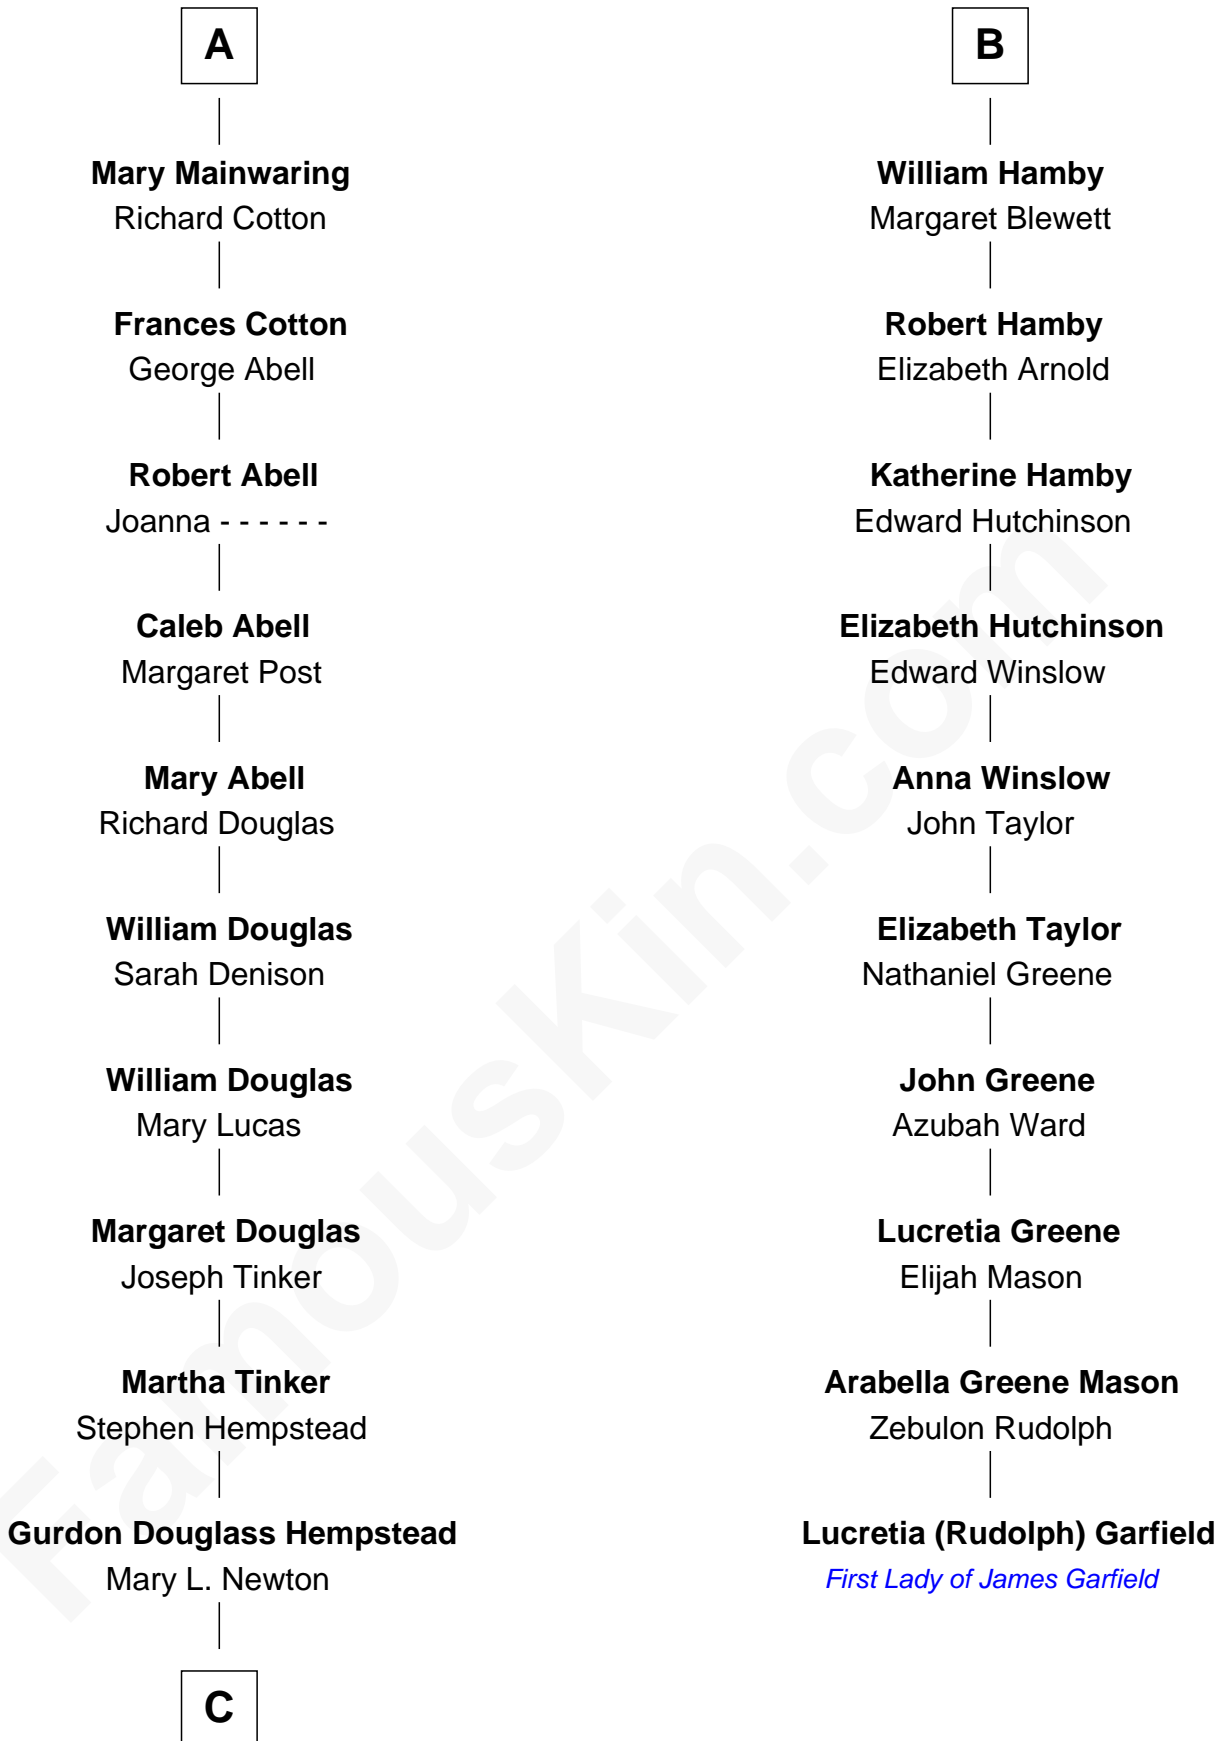 A
Mary Mainwaring
Richard Cotton
Frances Cotton
George Abell
Robert Abell
Joanna - - - - - -
Caleb Abell
Margaret Post
Mary Abell
Richard Douglas
William Douglas
Sarah Denison
William Douglas
Mary Lucas
Margaret Douglas
Joseph Tinker
Martha Tinker
Stephen Hempstead
Gurdon Douglass Hempstead
Mary L. Newton
C
B
William Hamby
Margaret Blewett
Robert Hamby
Elizabeth Arnold
Katherine Hamby
Edward Hutchinson
Elizabeth Hutchinson
Edward Winslow
Anna Winslow
John Taylor
Elizabeth Taylor
Nathaniel Greene
John Greene
Azubah Ward
Lucretia Greene
Elijah Mason
Arabella Greene Mason
Zebulon Rudolph
Lucretia (Rudolph) Garfield
First Lady of James Garfield
FamousKin.com